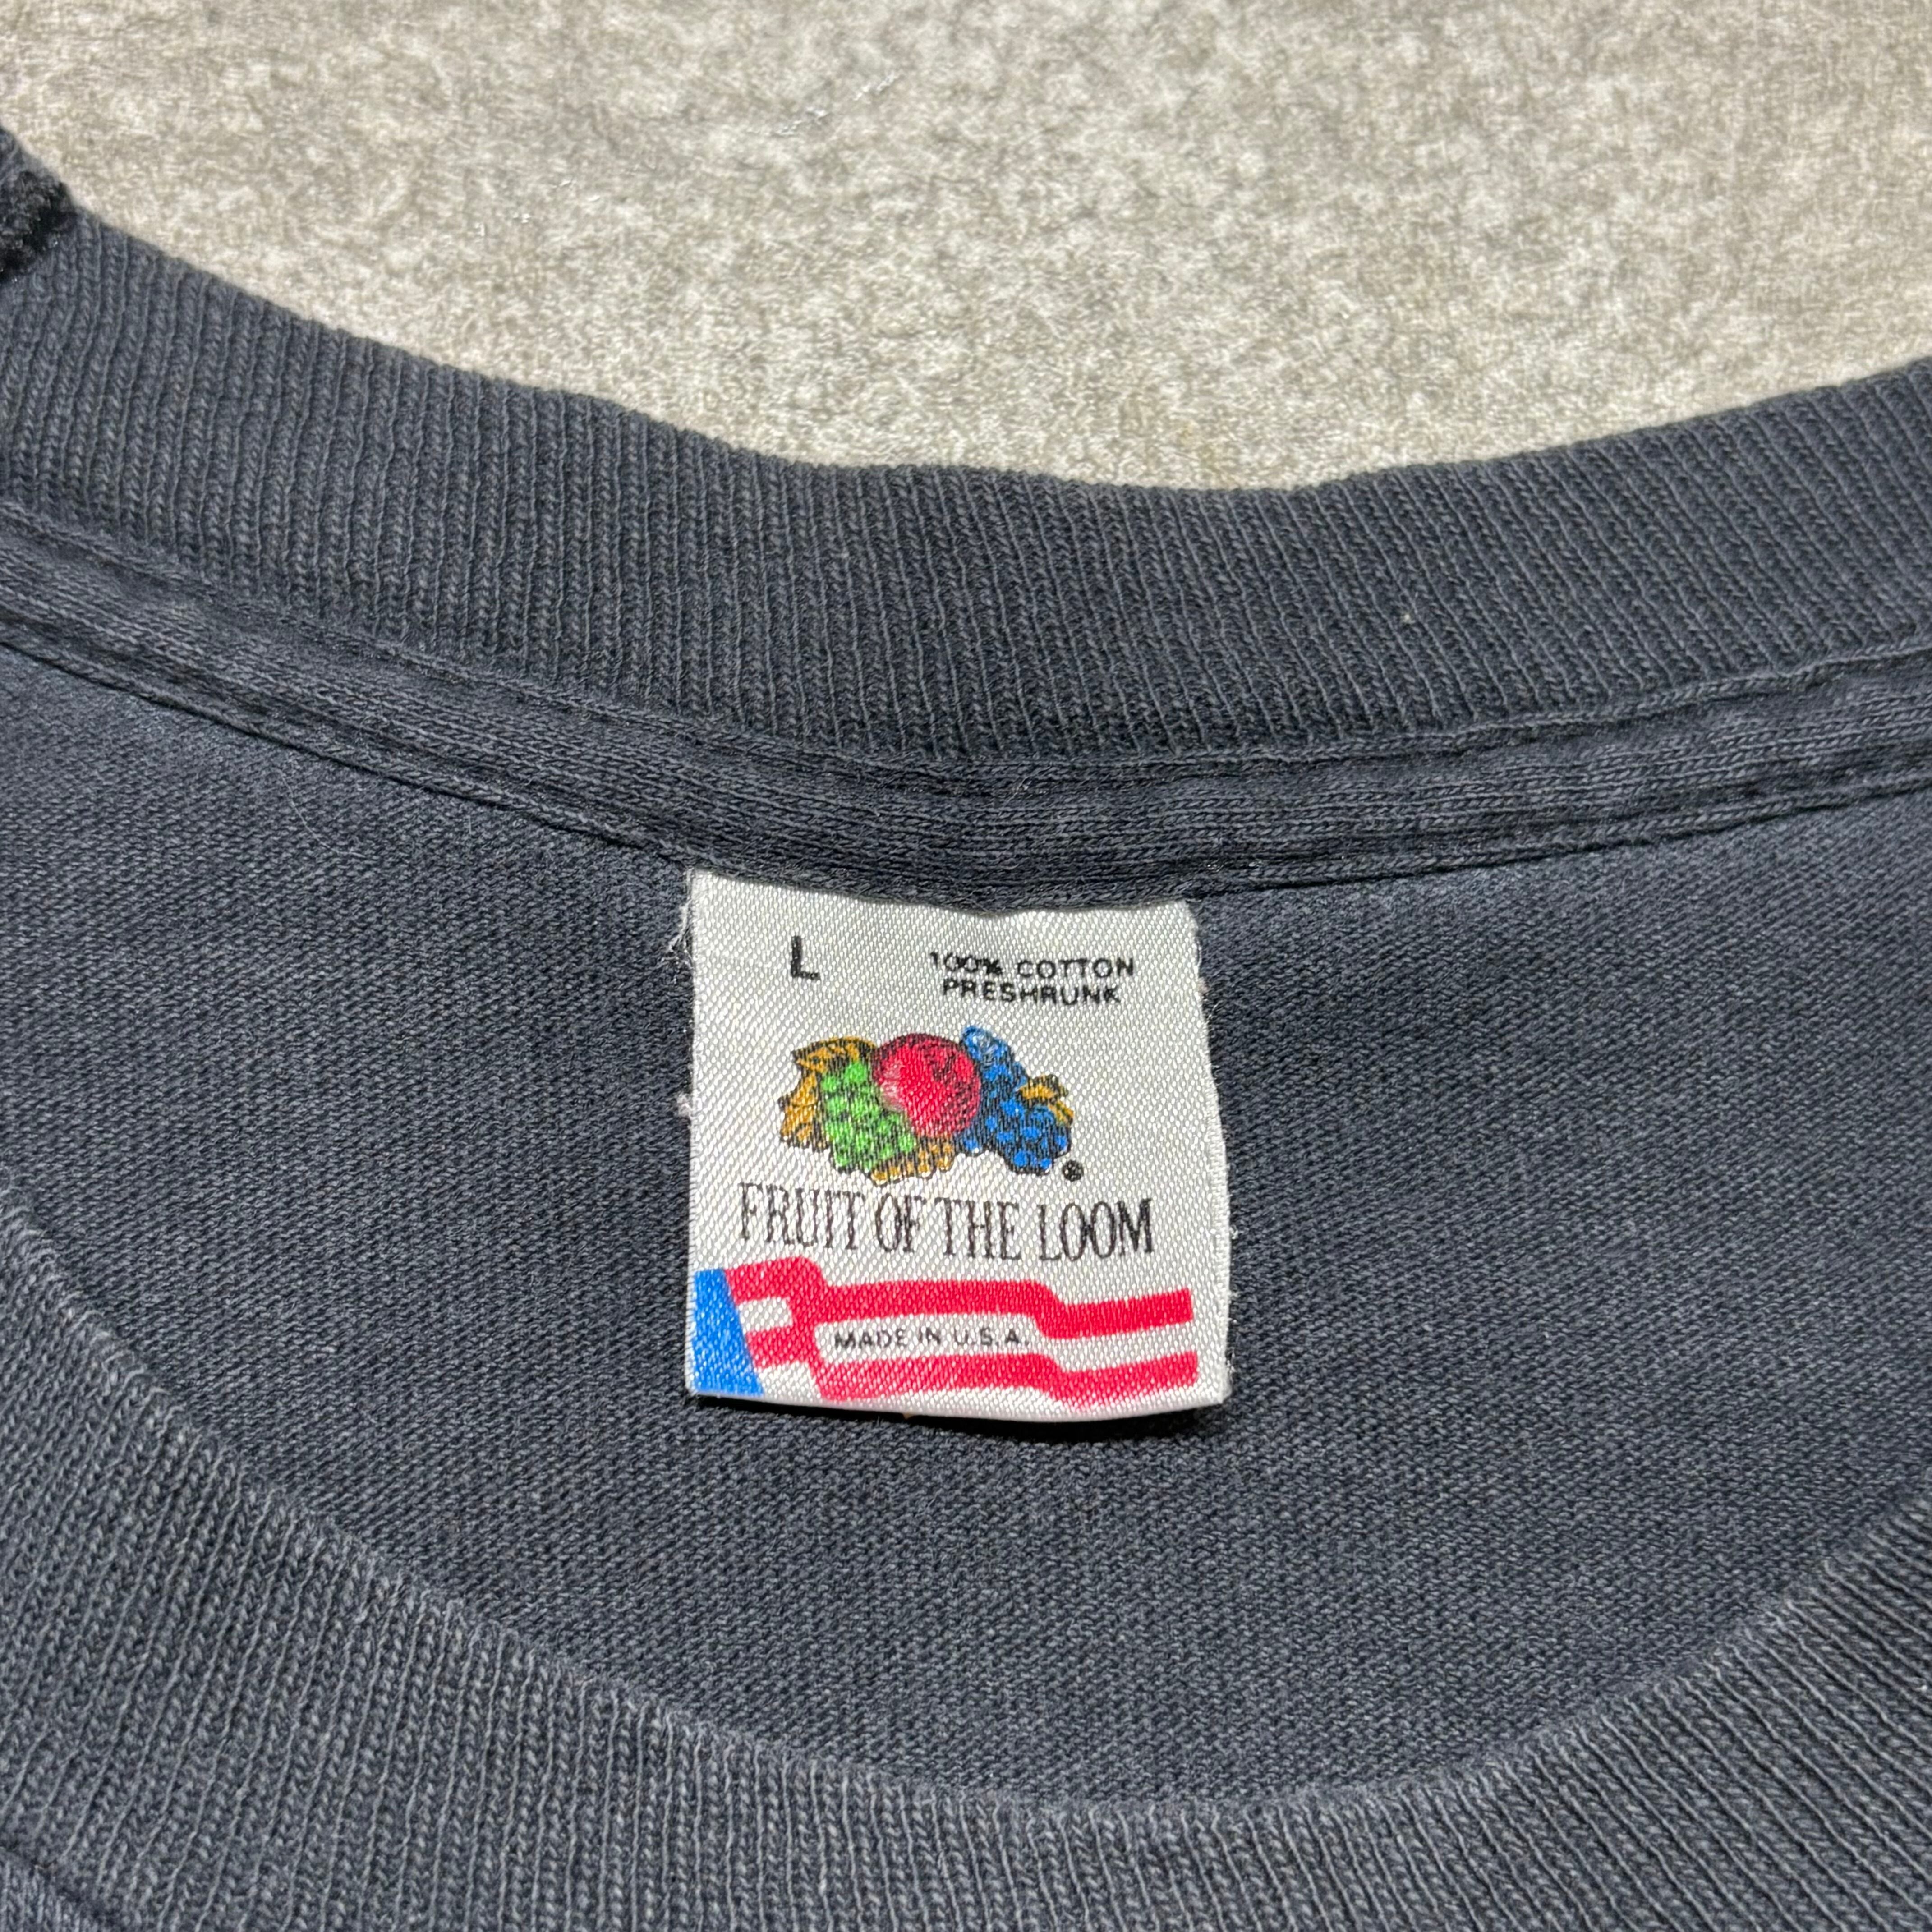 L
100% COTTON
PRESHRUNK
®
FRUIT OF THE LOOM
MADE IN U.S.A.